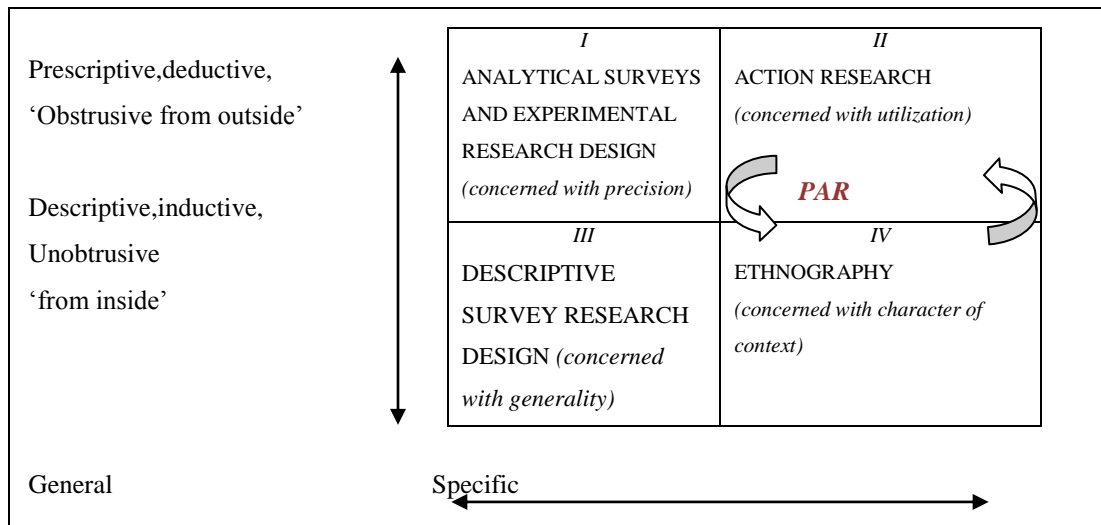 Prescriptive,deductive,
‘Obstrusive from outside’
Descriptive,inductive,
Unobtrusive
‘from inside’
I
ANALYTICAL SURVEYS
AND EXPERIMENTAL
RESEARCH DESIGN
(concerned with precision)
II
ACTION RESEARCH
(concerned with utilization)
PAR
III
DESCRIPTIVE
SURVEY RESEARCH
DESIGN (concerned
with generality)
IV
ETHNOGRAPHY
(concerned with character of
context)
General
Specific